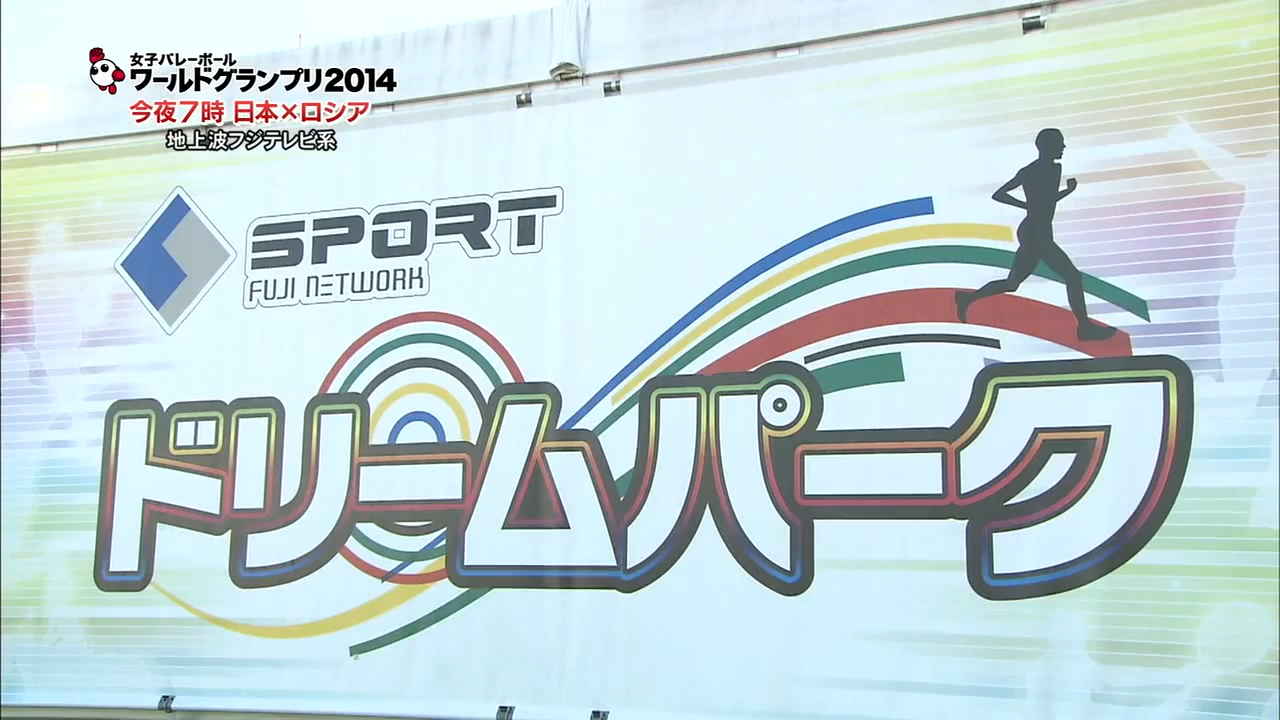 女子バレーボール
ワールドグランプリ2014
今夜7時 日本×ロシア
地上波フジテレビ系
SPORT
FUJI NETWORK
ドリームパーク